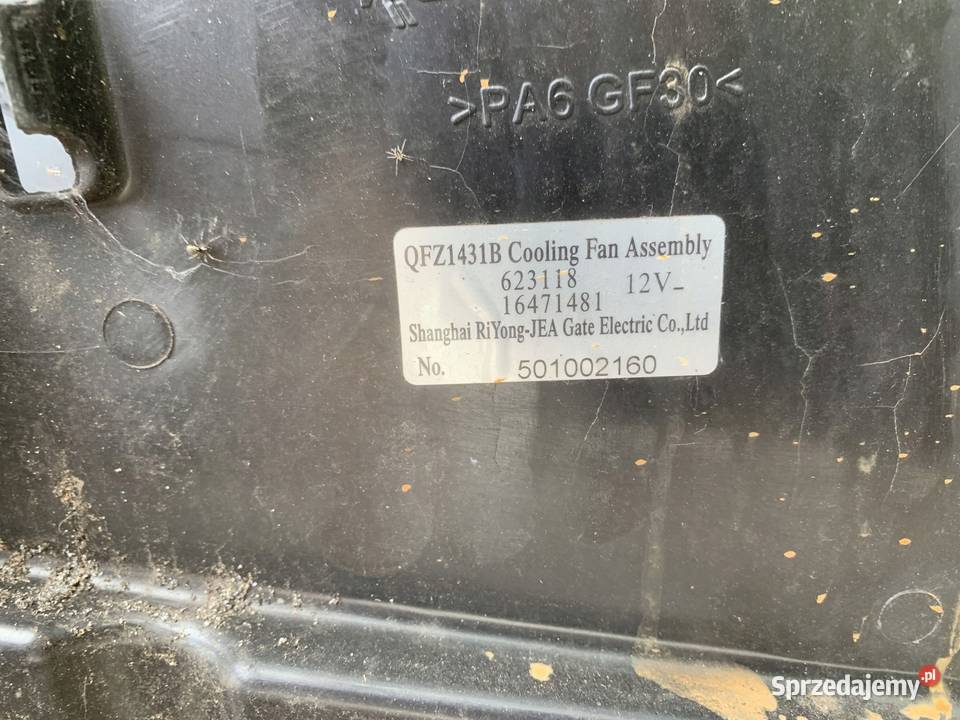 >PA6 GF30<
QFZ1431B Cooling Fan Assembly
623118 12V_
16471481
Shanghai RiYong-JEA Gate Electric Co.,Ltd
No. 501002160
Sprzedajemy.pl